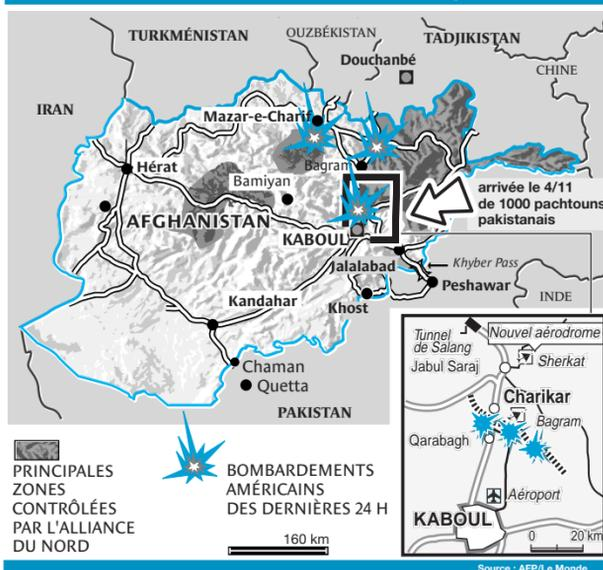 TURKMÉNISTAN
OUZBÉKISTAN
TADJIKISTAN
Douchanbé
CHINE
IRAN
Mazar-e-Charif
Hérat
Bagram
Bamiyan
arrivée le 4/11
de 1000 pachtouns
pakistanais
AFGHANISTAN
KABOUL
Jalalabad
Khyber Pass
Peshawar
INDE
Kandahar
Khost
Chaman
Quetta
PAKISTAN
Tunnel
de Salang
Nouvel aérodrome
Jabul Saraj
Sherkat
Charikar
Bagram
Qarabagh
Aéroport
KABOUL
0 20 km
PRINCIPALES
ZONES
CONTRÔLÉES
PAR L'ALLIANCE
DU NORD
BOMBARDEMENTS
AMÉRICAINS
DES DERNIÈRES 24 H
160 km
Source : AFP/Le Monde